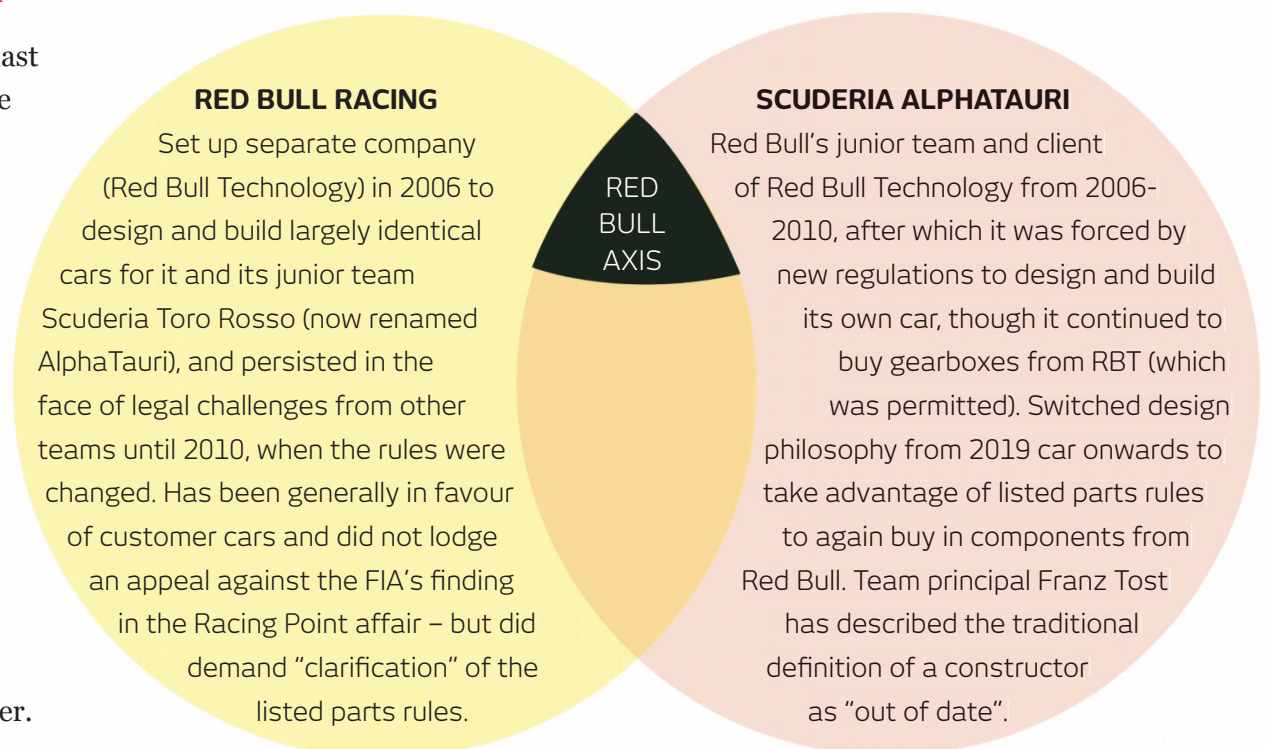 ast
e
er.
RED BULL RACING
Set up separate company
(Red Bull Technology) in 2006 to
design and build largely identical
cars for it and its junior team
Scuderia Toro Rosso (now renamed
AlphaTauri), and persisted in the
face of legal challenges from other
teams until 2010, when the rules were
changed. Has been generally in favour
of customer cars and did not lodge
an appeal against the FIA’s finding
in the Racing Point affair – but did
demand “clarification” of the
listed parts rules.
RED
BULL
AXIS
SCUDERIA ALPHATAURI
Red Bull’s junior team and client
of Red Bull Technology from 2006-
2010, after which it was forced by
new regulations to design and build
its own car, though it continued to
buy gearboxes from RBT (which
was permitted). Switched design
philosophy from 2019 car onwards to
take advantage of listed parts rules
to again buy in components from
Red Bull. Team principal Franz Tost
has described the traditional
definition of a constructor
as “out of date”.